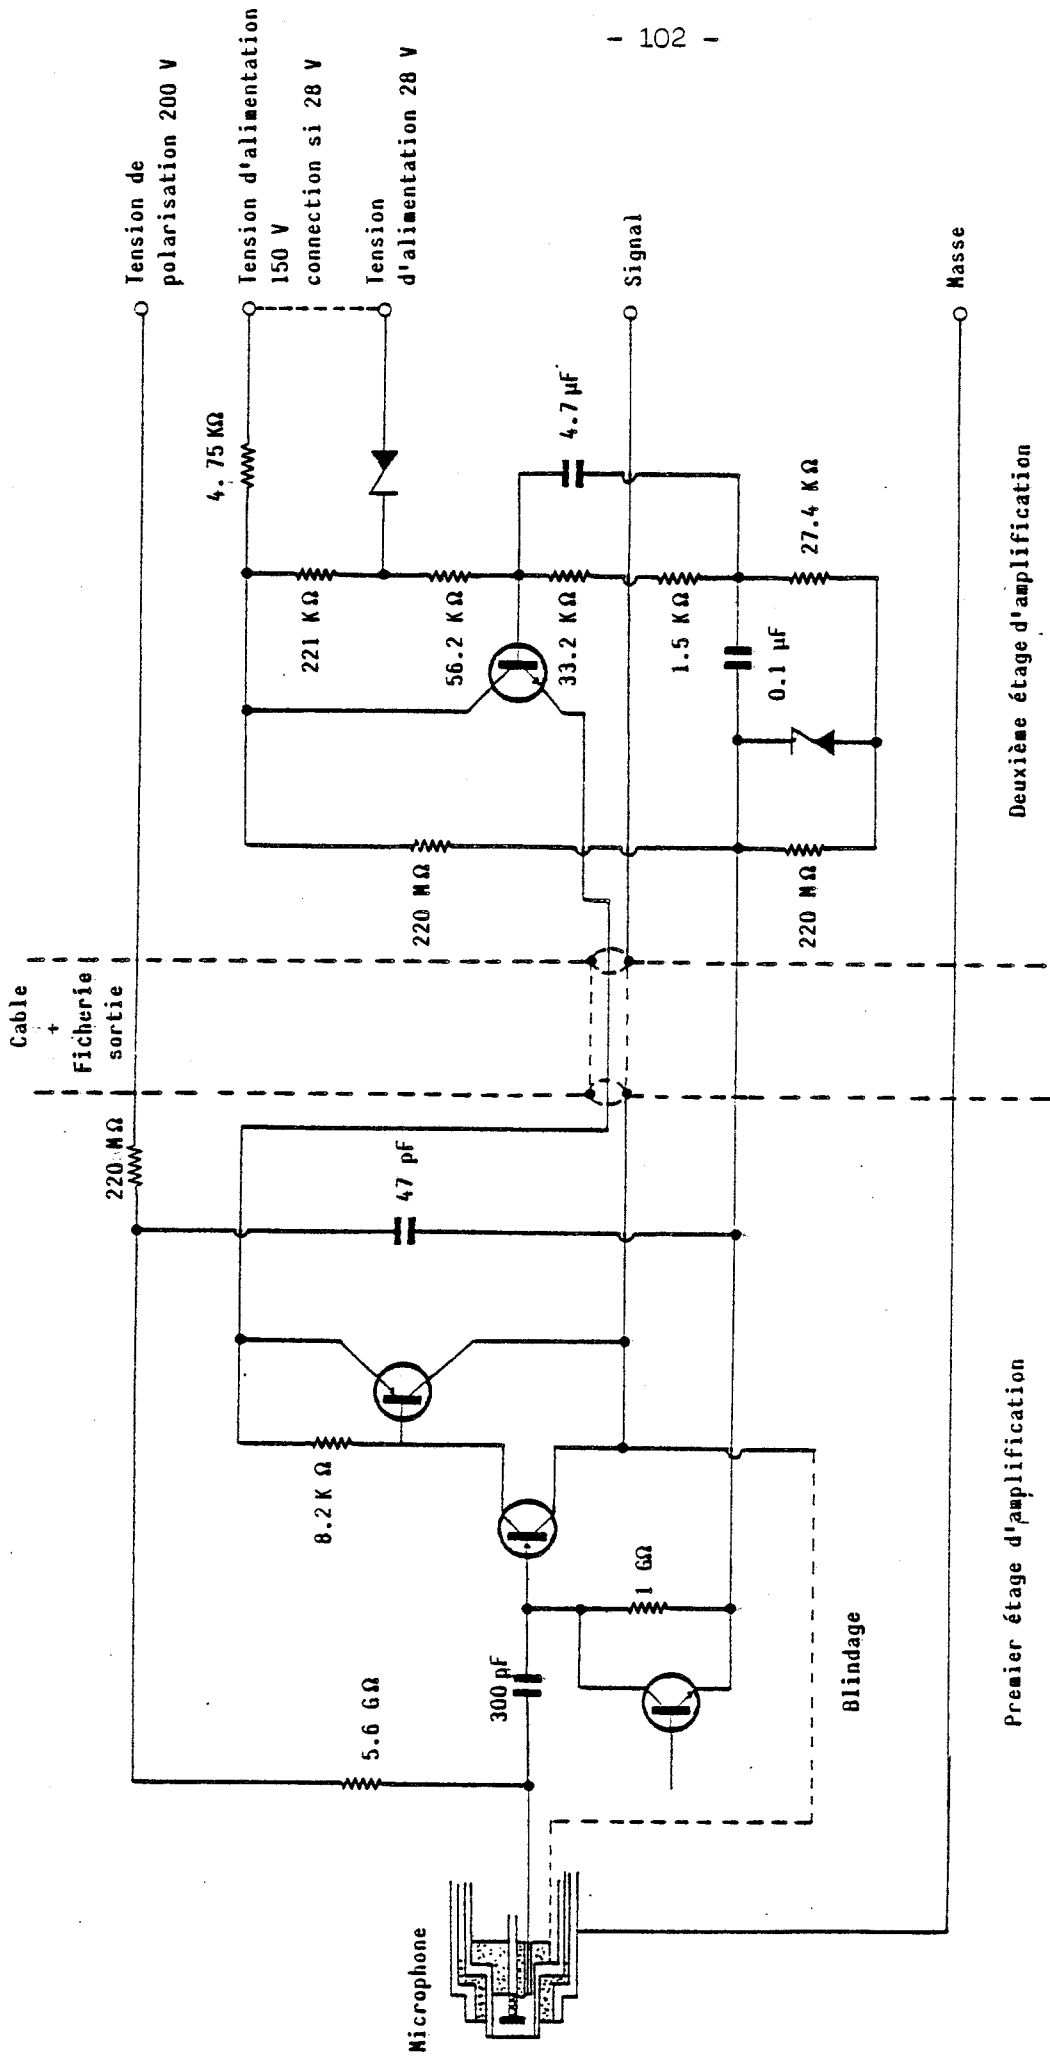 - 102 -
Tension de
polarisation 200 V
Tension d'alimentation
150 V
connection si 28 V
Tension
d'alimentation 28 V
Signal
Masse
4.75 KΩ
4.7 µF
221 KΩ
56.2 KΩ
33.2 KΩ
1.5 KΩ
27.4 KΩ
0.1 µF
220 MΩ
220 MΩ
Deuxième étage d'amplification
Cable
+
Ficherie
sortie
220 MΩ
47 pF
8.2 K Ω
1 GΩ
300 pF
5.6 GΩ
Blindage
Premier étage d'amplification
Microphone